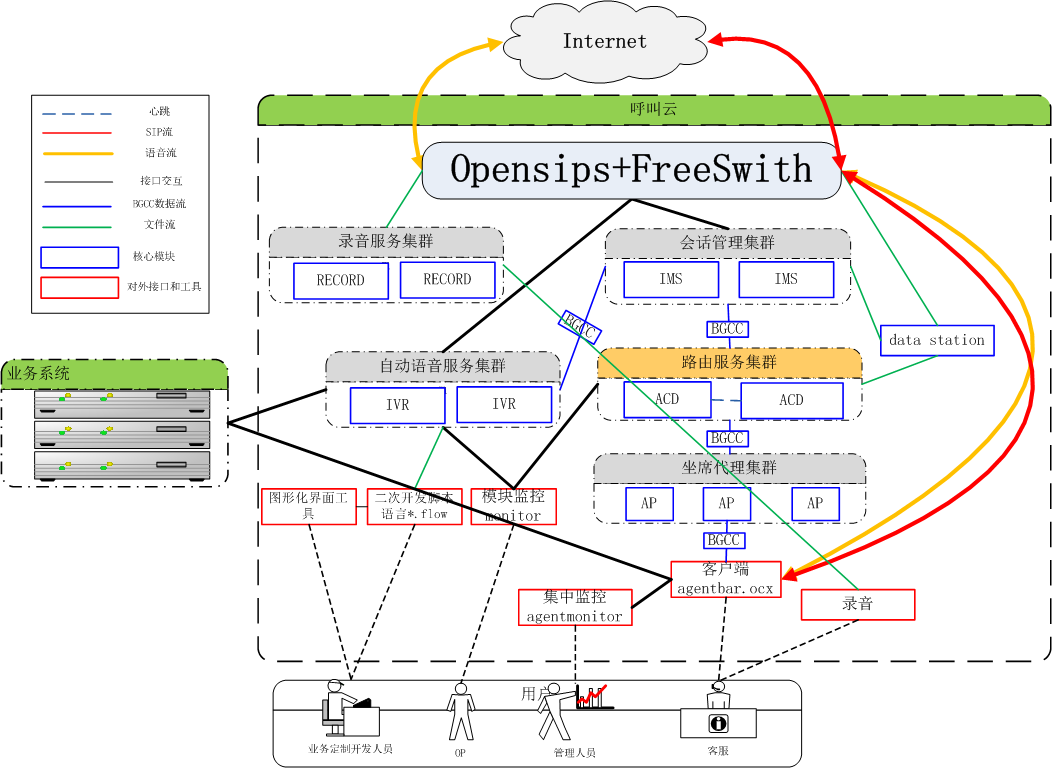 Internet
呼叫云
心跳
SIP流
语音流
接口交互
BGCC数据流
文件流
核心模块
对外接口和工具
Opensips+FreeSwith
录音服务集群
RECORD
RECORD
会话管理集群
IMS
IMS
BGCC
BGCC
data station
业务系统
自动语音服务集群
IVR
IVR
路由服务集群
ACD
ACD
BGCC
坐席代理集群
AP
AP
AP
BGCC
图形化界面工
具
二次开发脚本
语言*.flow
模块监控
monitor
客户端
agentbar.ocx
集中监控
agentmonitor
录音
用户
业务定制开发人员
OP
管理人员
客服